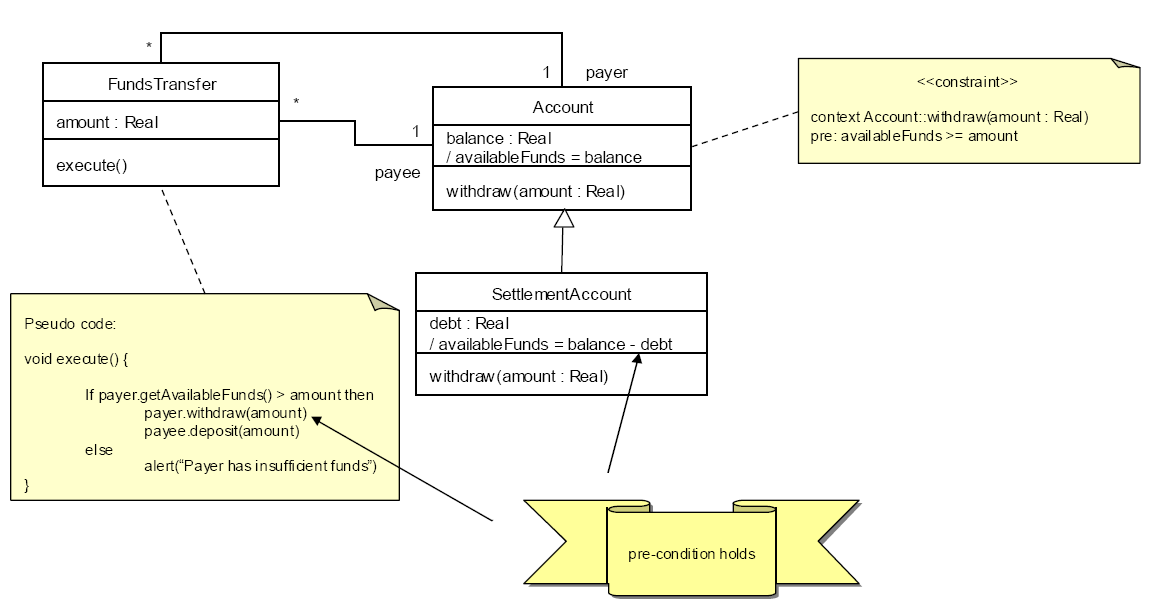 *
1
payer
FundsTransfer
amount : Real
execute()
*
1
payee
Account
balance : Real
/ availableFunds = balance
withdraw(amount : Real)
<<constraint>>
context Account::withdraw(amount : Real)
pre: availableFunds >= amount
SettlementAccount
debt : Real
/ availableFunds = balance - debt
withdraw(amount : Real)
Pseudo code:
void execute() {
If payer.getAvailableFunds() > amount then
payer.withdraw(amount)
payee.deposit(amount)
else
alert(“Payer has insufficient funds”)
}
pre-condition holds